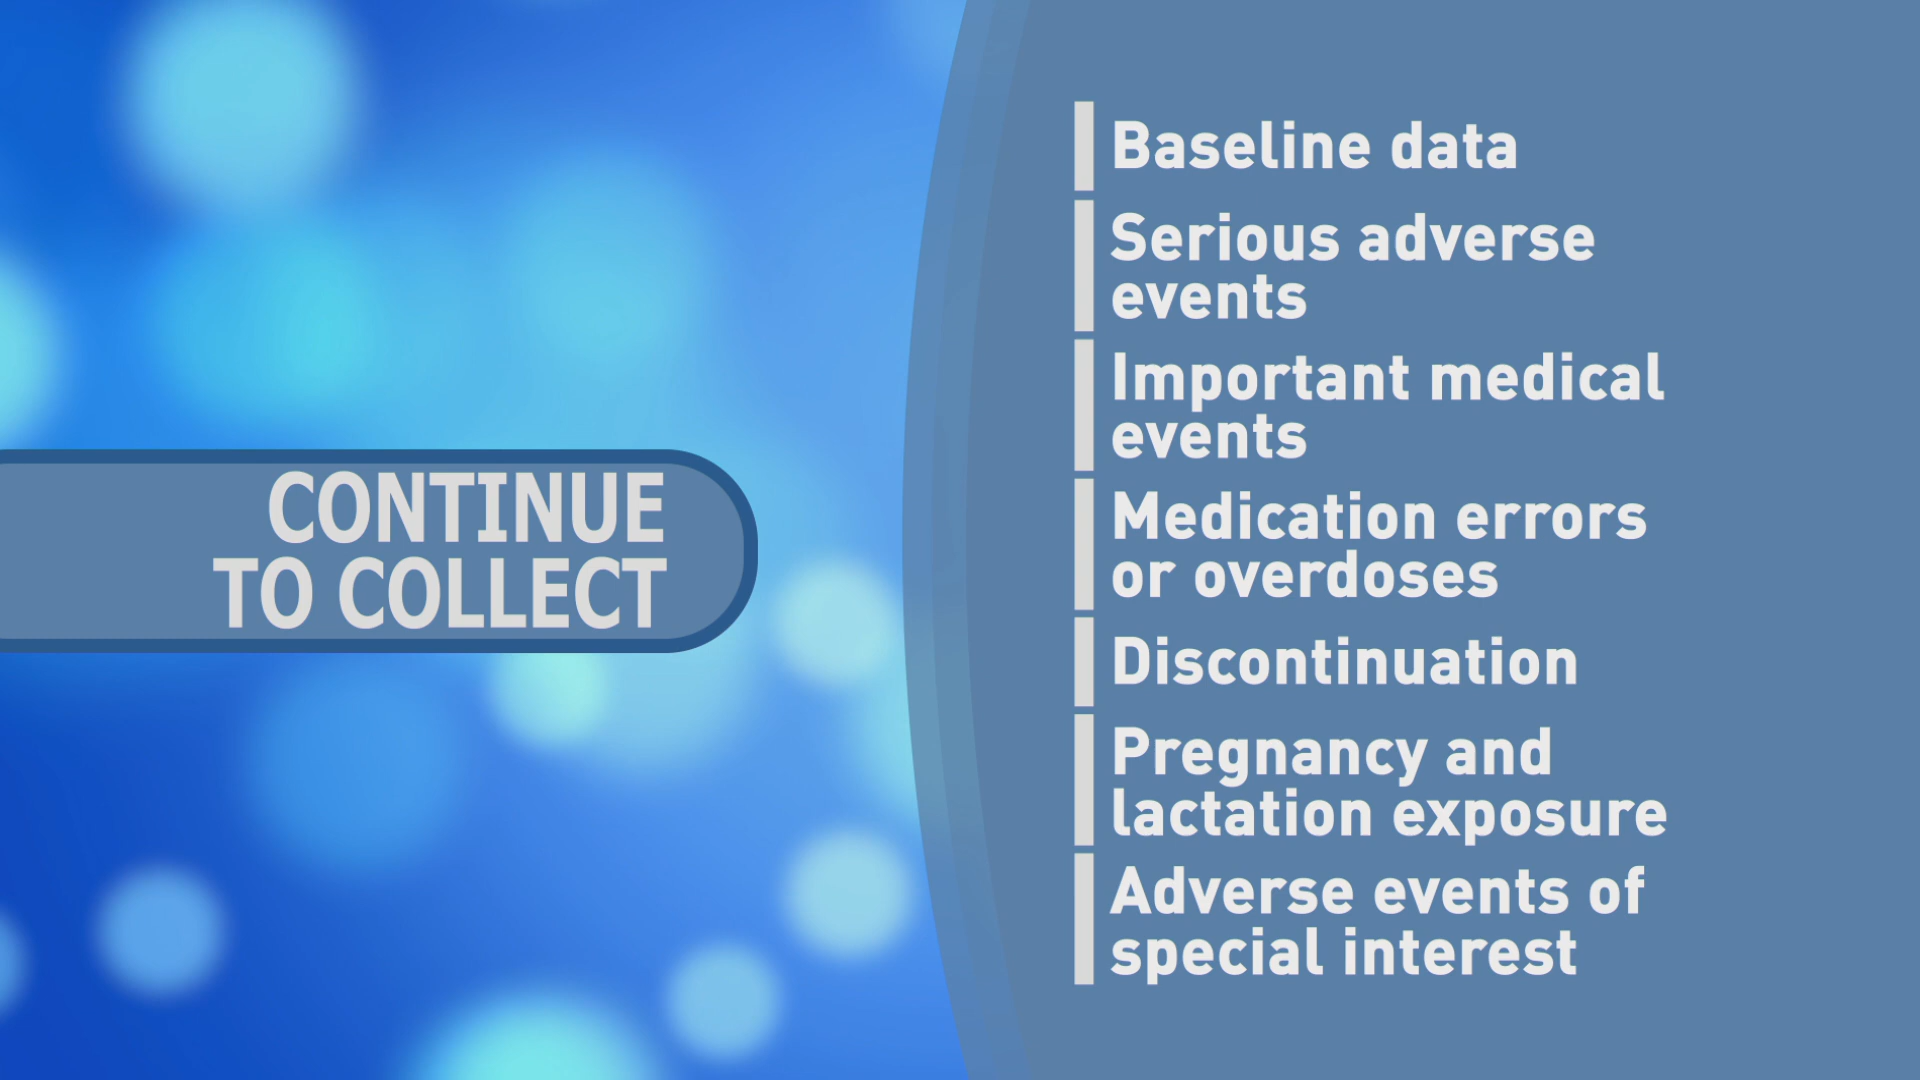 CONTINUE
TO COLLECT
Baseline data
Serious adverse
events
Important medical
events
Medication errors
or overdoses
Discontinuation
Pregnancy and
lactation exposure
Adverse events of
special interest